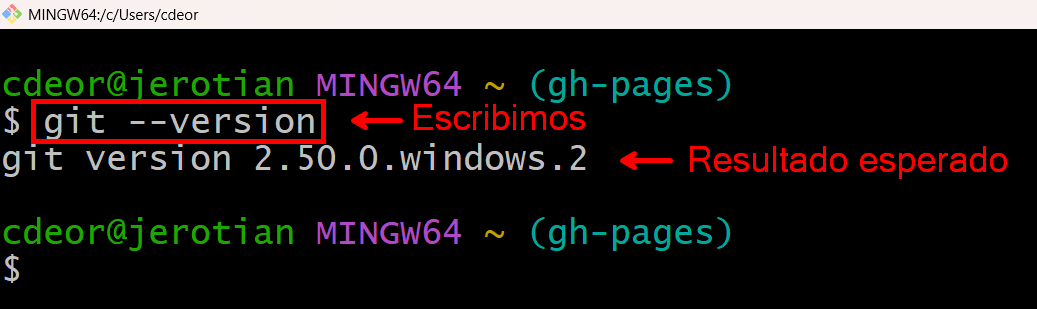 MINGW64:/c/Users/cdeor
cdeor@jerotian MINGW64 ~ (gh-pages)
$ git --version Escribimos
git version 2.50.0.windows.2 Resultado esperado
cdeor@jerotian MINGW64 ~ (gh-pages)
$